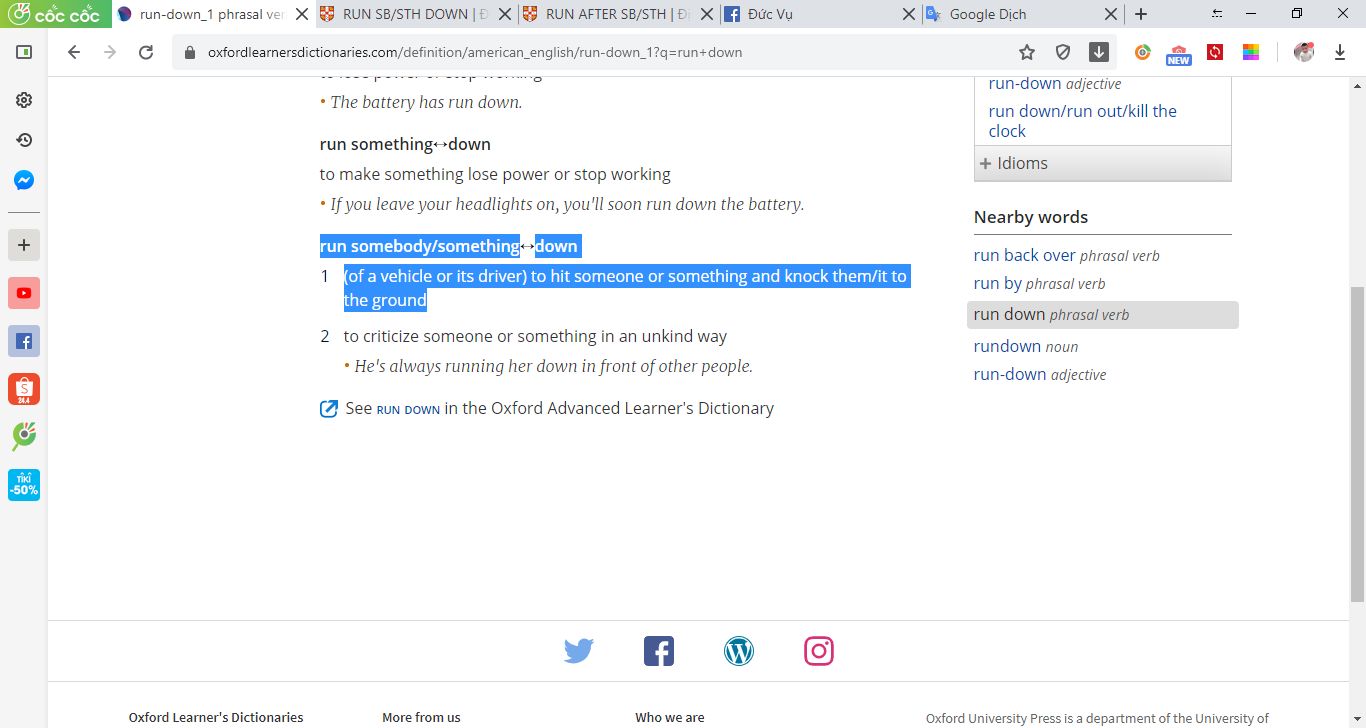 cốc cốc
run-down_1 phrasal ver
RUN SB/STH DOWN | Đ
RUN AFTER SB/STH | Đị
Đức Vụ
Google Dịch
oxfordlearnersdictionaries.com/definition/american_english/run-down_1?q=run+down
NEW
to lose power or stop working
• The battery has run down.
run something↔down
to make something lose power or stop working
• If you leave your headlights on, you'll soon run down the battery.
run somebody/something↔down
1 (of a vehicle or its driver) to hit someone or something and knock them/it to
the ground
2 to criticize someone or something in an unkind way
• He's always running her down in front of other people.
See RUN DOWN in the Oxford Advanced Learner's Dictionary
run-down adjective
run down/run out/kill the
clock
+ Idioms
Nearby words
run back over phrasal verb
run by phrasal verb
run down phrasal verb
rundown noun
run-down adjective
24.4
TIKI
-50%
Oxford Learner's Dictionaries
More from us
Who we are
Oxford University Press is a department of the University of